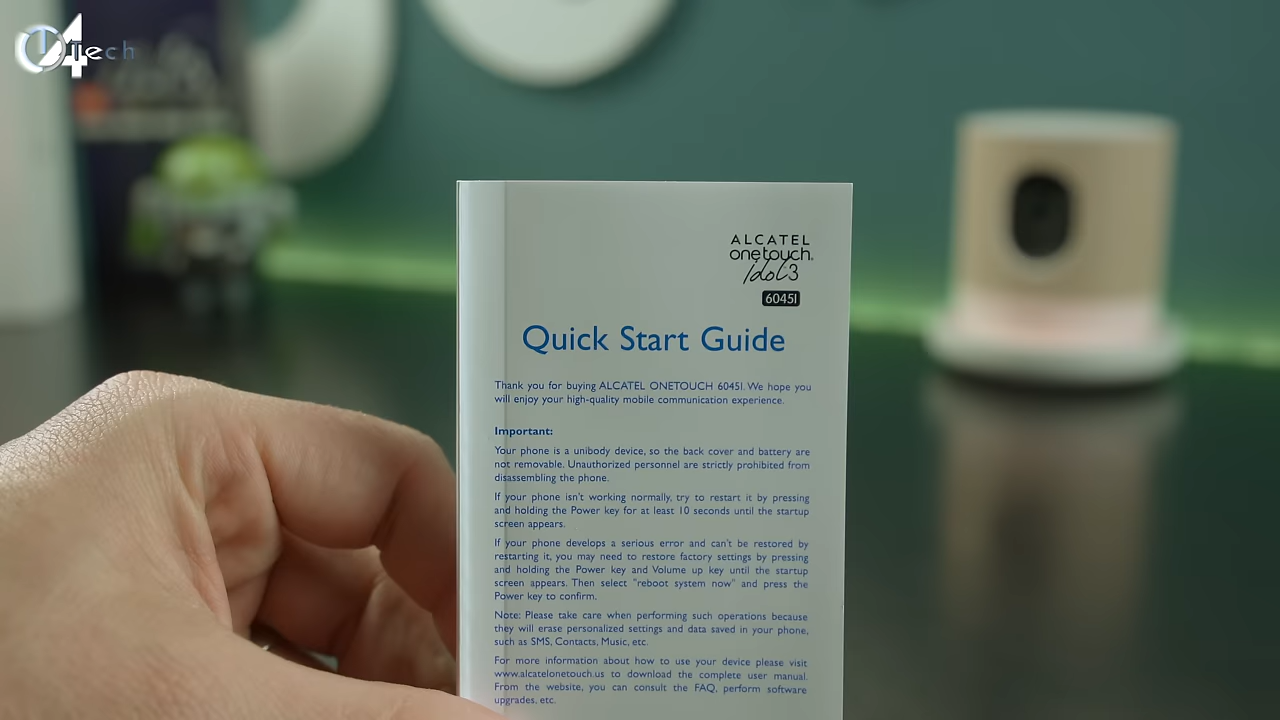 O4Tech
ALCATEL
onetouch®
Idol 3
6045I
Quick Start Guide
Thank you for buying ALCATEL ONETOUCH 6045I. We hope you
will enjoy your high-quality mobile communication experience.
Important:
Your phone is a unibody device, so the back cover and battery are
not removable. Unauthorized personnel are strictly prohibited from
disassembling the phone.
If your phone isn't working normally, try to restart it by pressing
and holding the Power key for at least 10 seconds until the startup
screen appears.
If your phone develops a serious error and can't be restored by
restarting it, you may need to restore factory settings by pressing
and holding the Power key and Volume up key until the startup
screen appears. Then select "reboot system now" and press the
Power key to confirm.
Note: Please take care when performing such operations because
they will erase personalized settings and data saved in your phone,
such as SMS, Contacts, Music, etc.
For more information about how to use your device please visit
www.alcatelonetouch.us to download the complete user manual.
From the website, you can consult the FAQ, perform software
upgrades, etc.